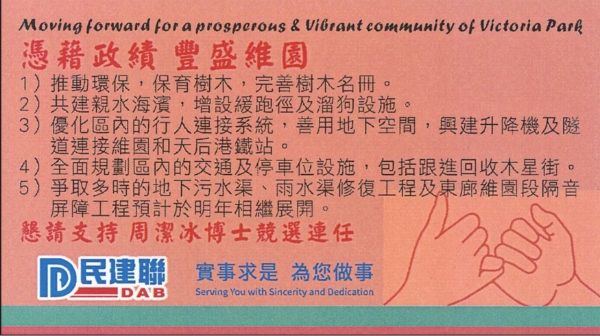 Moving forward for a prosperous & Vibrant community of Victoria Park
憑藉政績 豐盛維園
1）推動環保，保育樹木，完善樹木名冊。
2）共建親水海濱，增設緩跑徑及溜狗設施。
3）優化區內的行人連接系統，善用地下空間，興建升降機及隧
道連接維園和天后港鐵站。
4）全面規劃區內的交通及停車位設施，包括跟進回收木星街。
5）爭取多時的地下污水渠、雨水渠修復工程及東廊維園段隔音
屏障工程預計於明年相繼展開。
懇請支持 周潔冰博士競選連任
民建聯
DAB
實事求是 為您做事
Serving You with Sincerity and Dedication